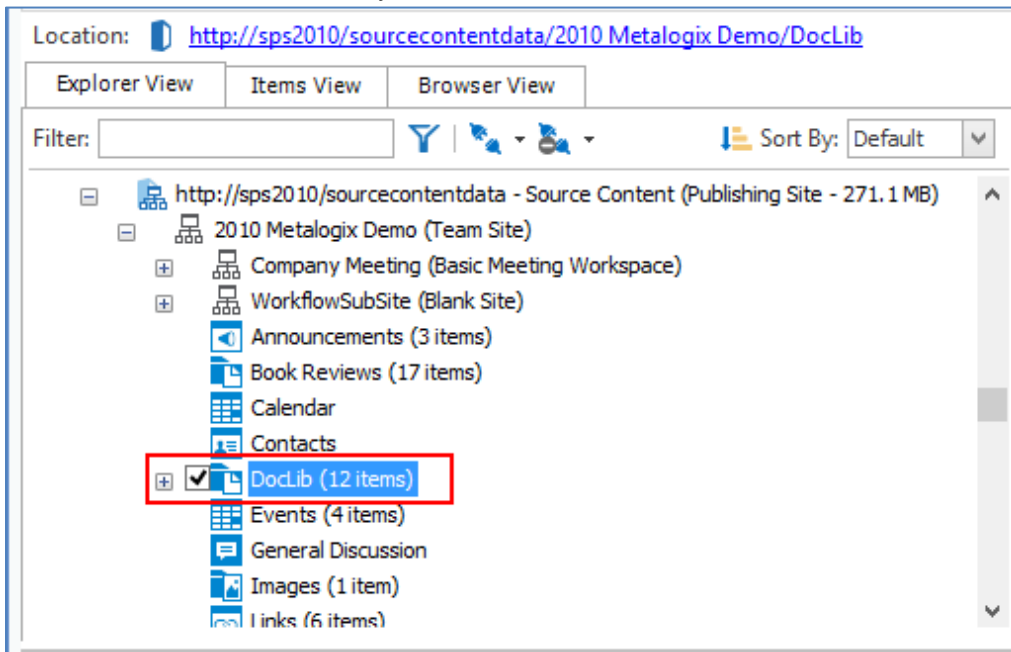 Location: http://sps2010/sourcecontentdata/2010 Metalogix Demo/DocLib
Explorer View Items View Browser View
Filter: Sort By: Default
http://sps2010/sourcecontentdata - Source Content (Publishing Site - 271.1 MB)
2010 Metalogix Demo (Team Site)
Company Meeting (Basic Meeting Workspace)
WorkflowSubSite (Blank Site)
Announcements (3 items)
Book Reviews (17 items)
Calendar
Contacts
DocLib (12 items)
Events (4 items)
General Discussion
Images (1 item)
Links (6 items)